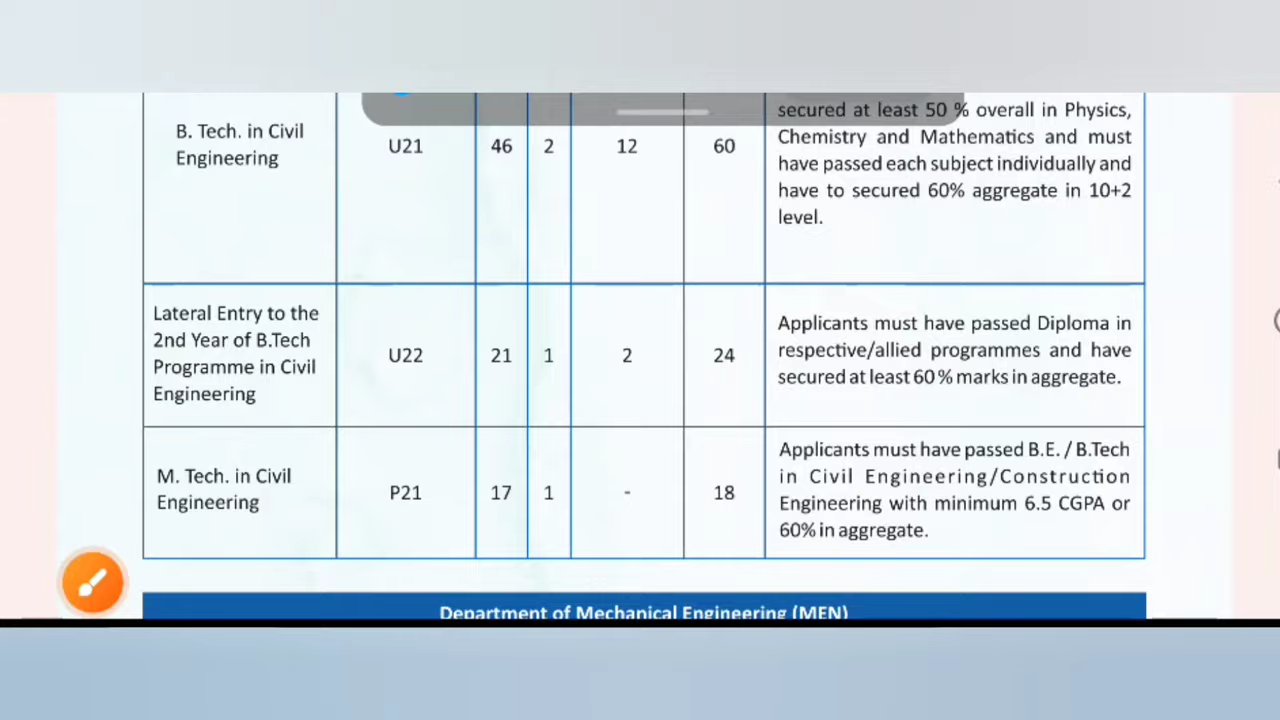 secured at least 50 % overall in Physics,
B. Tech. in Civil
Engineering
U21
46
2
12
60
Chemistry and Mathematics and must
have passed each subject individually and
have to secured 60% aggregate in 10+2
level.
Lateral Entry to the
2nd Year of B.Tech
Programme in Civil
Engineering
U22
21
1
2
24
Applicants must have passed Diploma in
respective/allied programmes and have
secured at least 60 % marks in aggregate.
M. Tech. in Civil
Engineering
P21
17
1
-
18
Applicants must have passed B.E. / B.Tech
in Civil Engineering/Construction
Engineering with minimum 6.5 CGPA or
60% in aggregate.
Department of Mechanical Engineering (MEN)